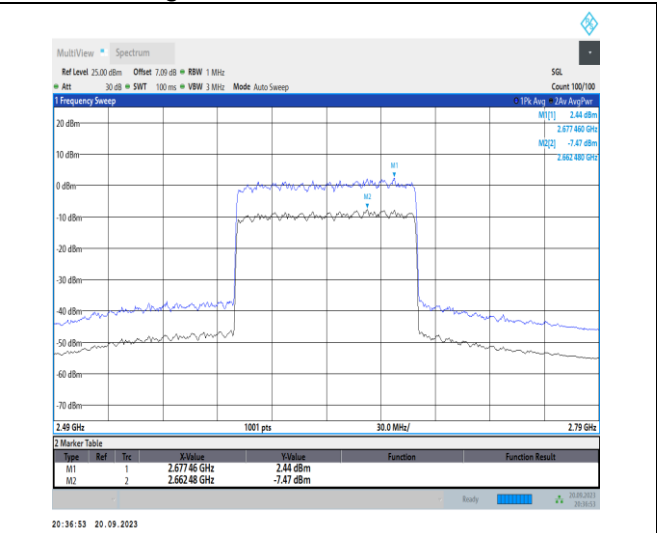 MultiView Spectrum
Ref Level 25.00 dBm Offset 7.09 dB RBW 1 MHz SGL
Att 30 dB SWT 100 ms VBW 3 MHz Mode Auto Sweep Count 100/100
1 Frequency Sweep 1Pk Avg 2Av AvgPwr
M1[1] 2.44 dBm
2.677 460 GHz
M2[2] -7.47 dBm
2.662 480 GHz
20 dBm
10 dBm
M1
0 dBm
M2
-10 dBm
-20 dBm
-30 dBm
-40 dBm
-50 dBm
-60 dBm
-70 dBm
2.49 GHz 1001 pts 30.0 MHz/ 2.79 GHz
2 Marker Table
Type Ref Trc X-Value Y-Value Function Function Result
M1 1 2.677 46 GHz 2.44 dBm
M2 2 2.662 48 GHz -7.47 dBm
Ready 20.09.2023
20:36:53
20:36:53 20.09.2023